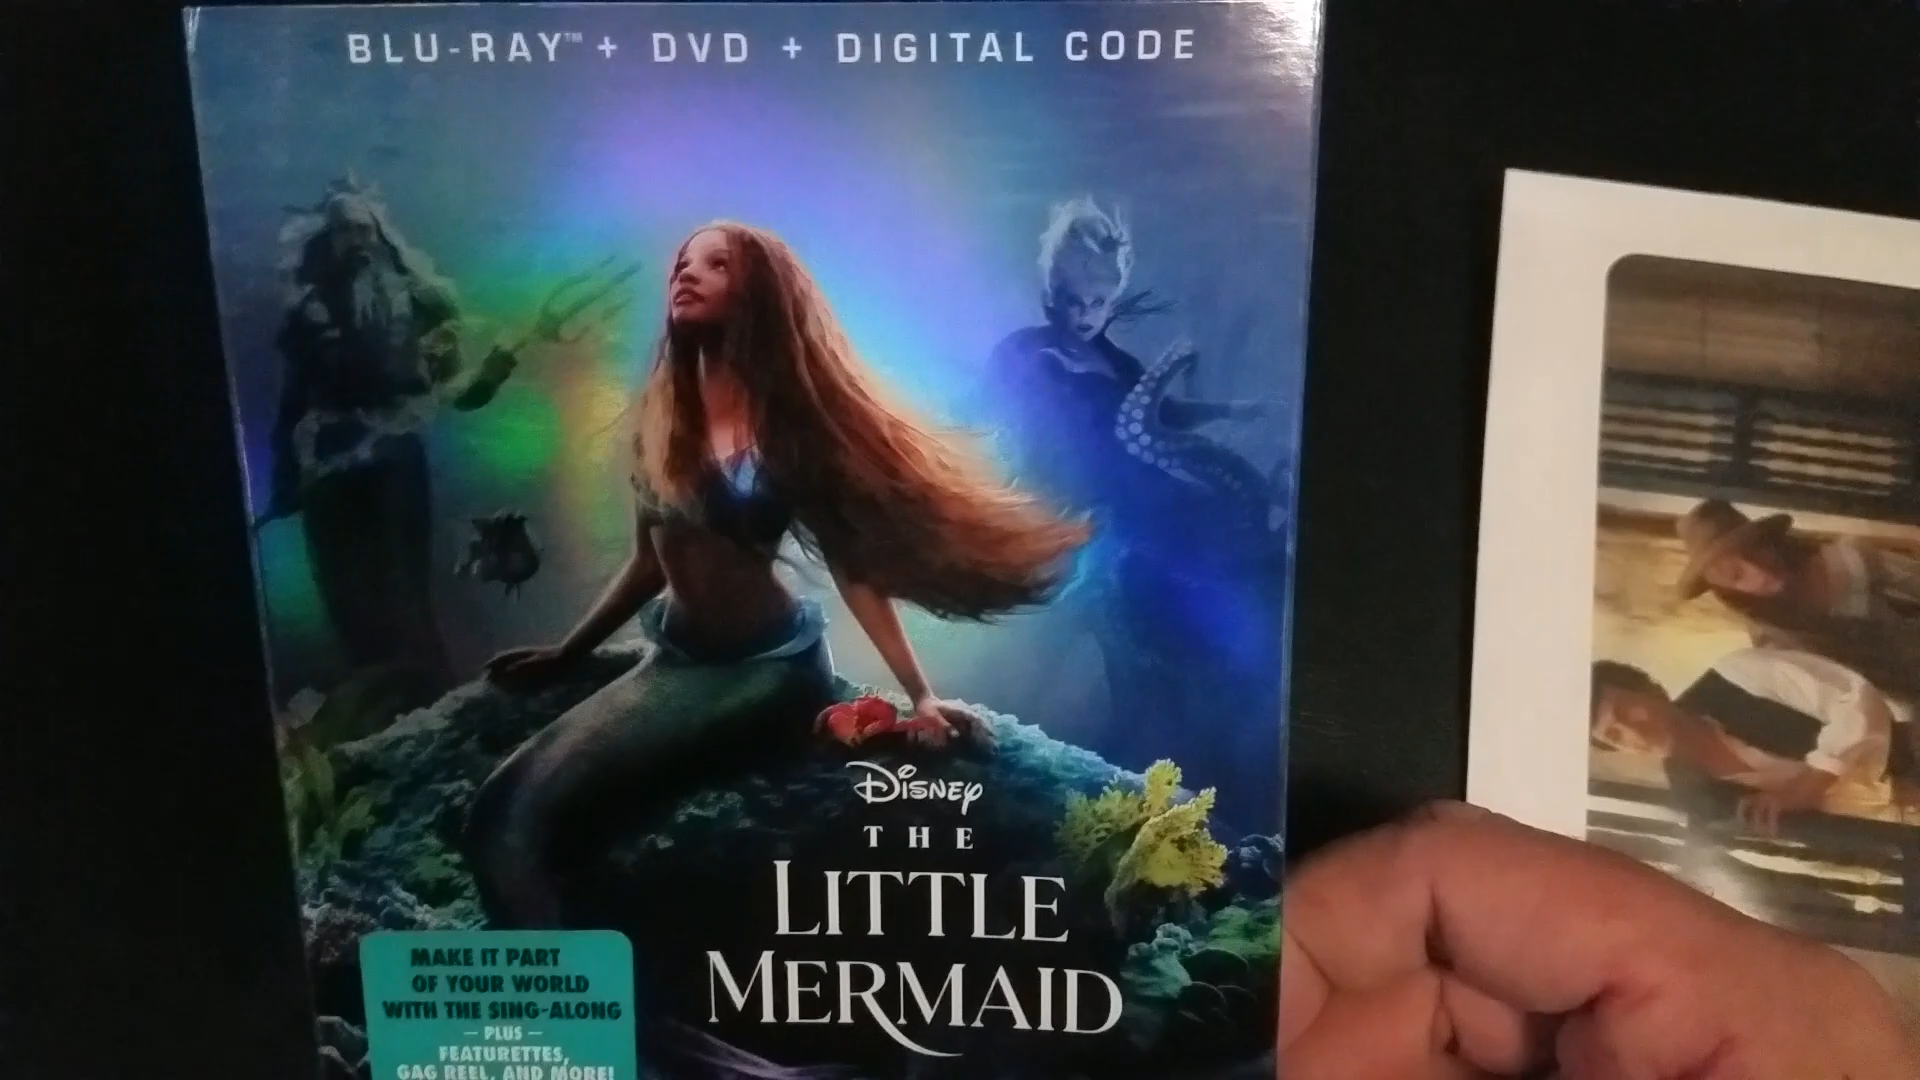 BLU-RAY™ + DVD + DIGITAL CODE
DISNEY
THE
LITTLE
MERMAID
MAKE IT PART
OF YOUR WORLD
WITH THE SING-ALONG
— PLUS —
FEATURETTES,
GAG REEL, AND MORE!